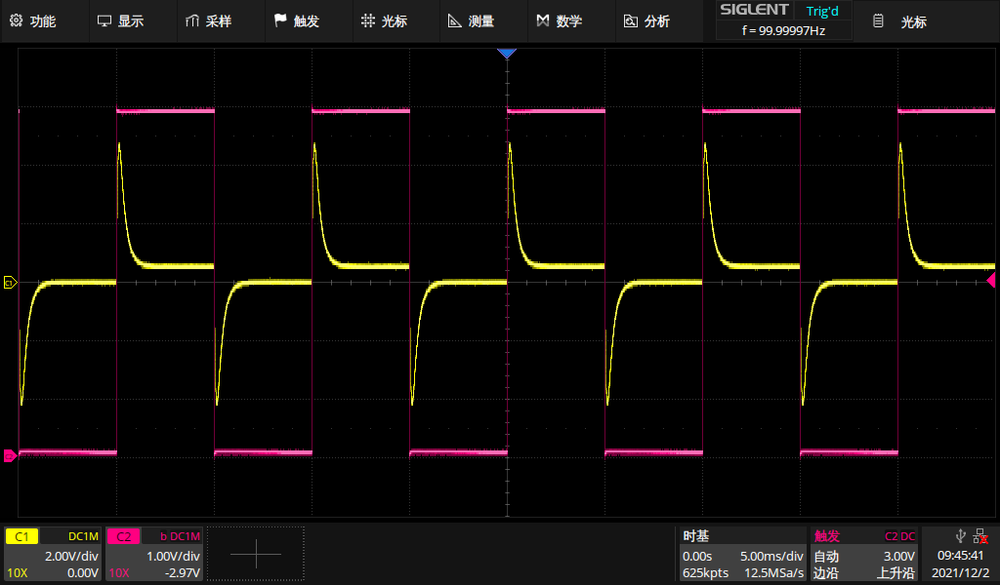 功能 显示 采样 触发 光标 测量 数学 分析 SIGLENT Trig'd 光标
f = 99.99997Hz
C1
C2
C1 DC1M
2.00V/div
10X 0.00V
C2 b DC1M
1.00V/div
10X -2.97V
时基
0.00s 5.00ms/div
625kpts 12.5MSa/s
触发 C2 DC
自动 3.00V
边沿 上升沿
09:45:41
2021/12/2